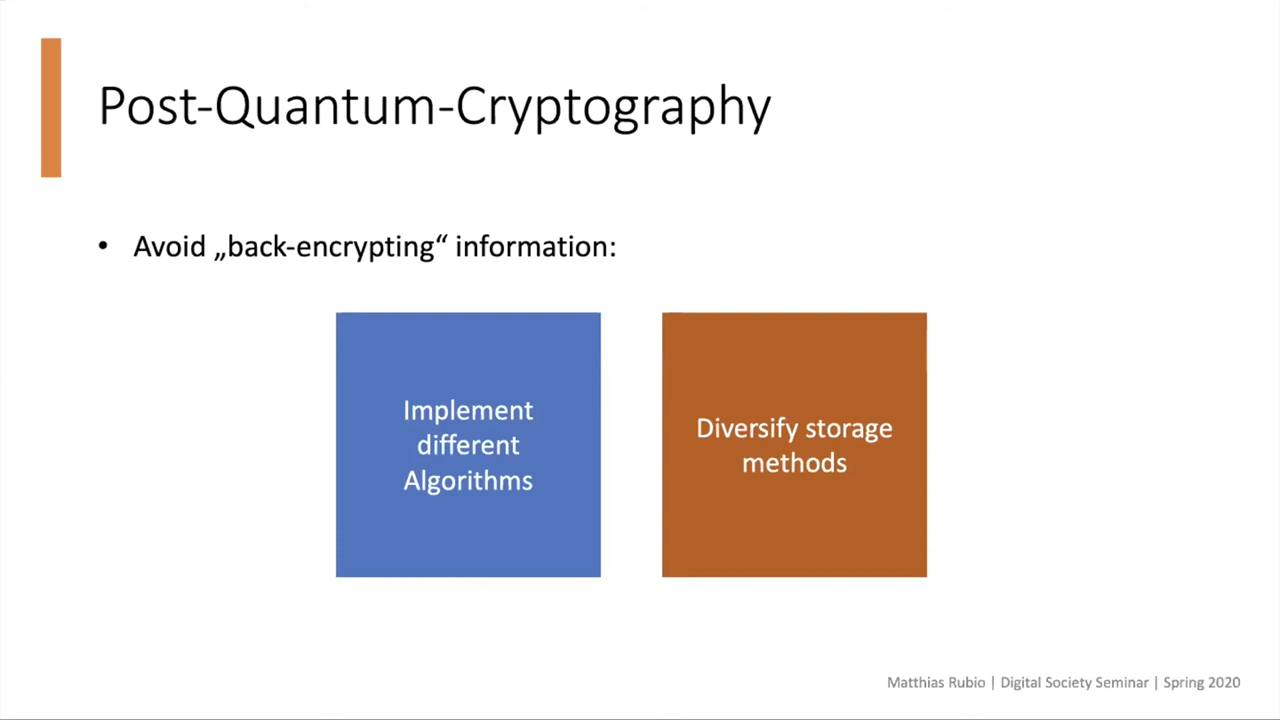 Post-Quantum-Cryptography
• Avoid „back-encrypting“ information:
Implement
different
Algorithms
Diversify storage
methods
Matthias Rubio | Digital Society Seminar | Spring 2020